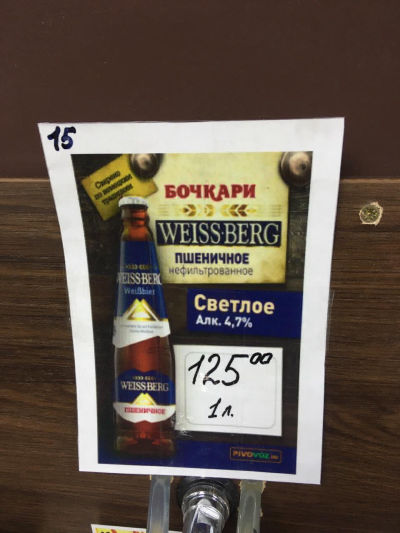 15
Сварено
по немецким
традициям
БОЧКАРИ
WEISS·BERG
ПШЕНИЧНОЕ
нефильтрованное
Светлое
Алк. 4,7%
125⁰⁰
1 л.
WEISS·BERG
Weißbier
WEISS·BERG
ПШЕНИЧНОЕ
PIVOVOZ.RU